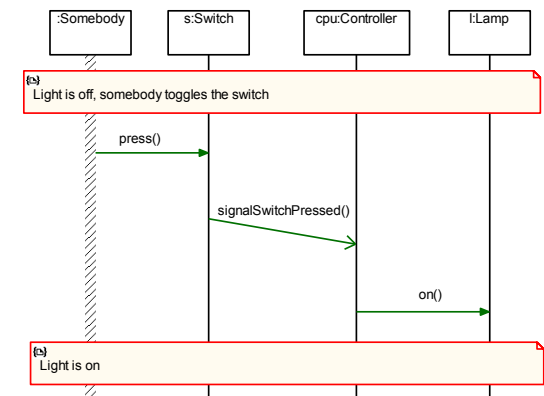 :Somebody
s:Switch
cpu:Controller
l:Lamp
Light is off, somebody toggles the switch
press()
signalSwitchPressed()
on()
Light is on